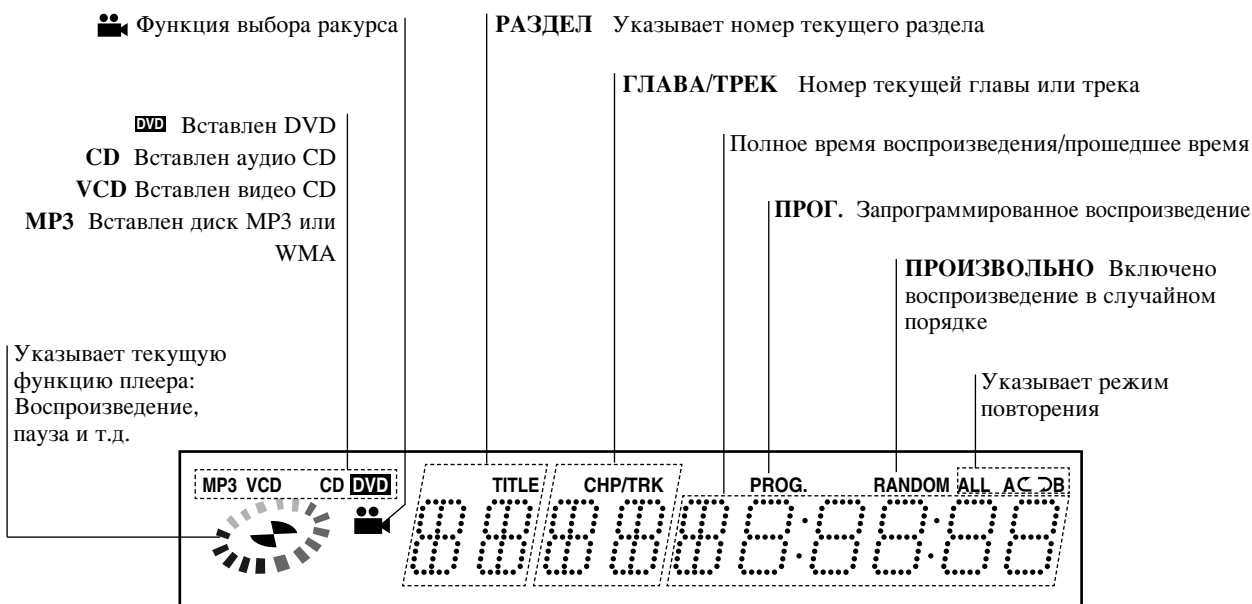 Функция выбора ракурса
РАЗДЕЛ Указывает номер текущего раздела
ГЛАВА/ТРЕК Номер текущей главы или трека
DVD Вставлен DVD
CD Вставлен аудио CD
VCD Вставлен видео CD
MP3 Вставлен диск MP3 или
WMA
Полное время воспроизведения/прошедшее время
ПРОГ. Запрограммированное воспроизведение
ПРОИЗВОЛЬНО Включено
воспроизведение в случайном
порядке
Указывает текущую
функцию плеера:
Воспроизведение,
пауза и т.д.
Указывает режим
повторения
MP3 VCD CD DVD TITLE CHP/TRK PROG. RANDOM ALL A B